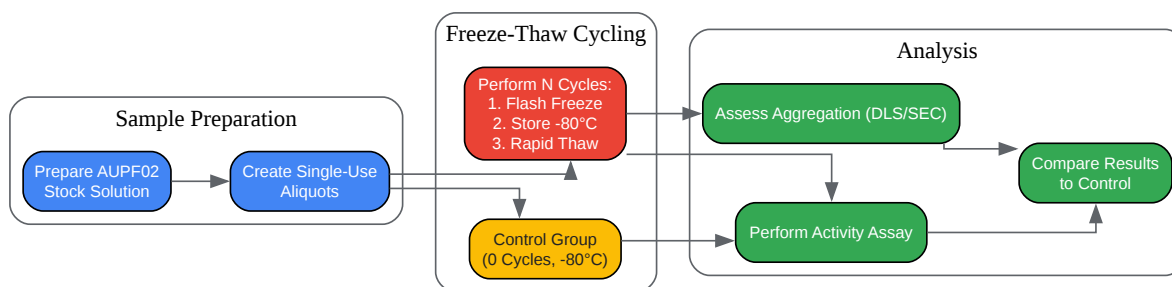 Sample Preparation
Prepare AUPF02
Stock Solution
Create Single-Use
Aliquots
Freeze-Thaw Cycling
Perform N Cycles:
1. Flash Freeze
2. Store -80°C
3. Rapid Thaw
Control Group
(0 Cycles, -80°C)
Analysis
Assess Aggregation (DLS/SEC)
Perform Activity Assay
Compare Results
to Control